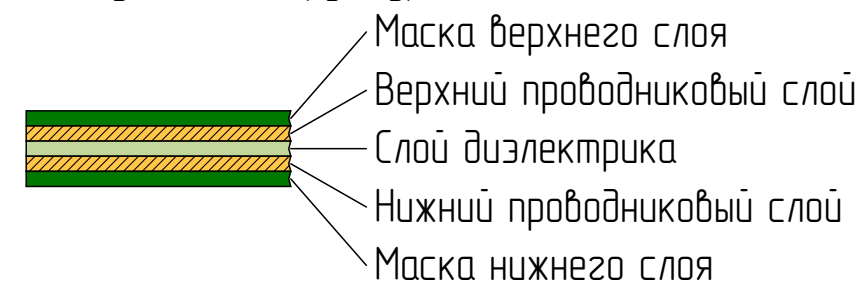 Маска верхнего слоя
Верхний проводниковый слой
Слой диэлектрика
Нижний проводниковый слой
Маска нижнего слоя